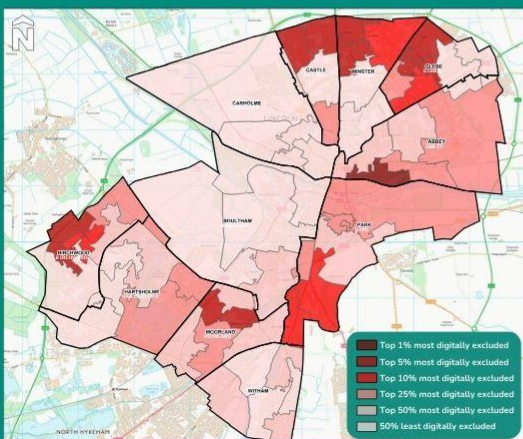 N
CASTLE
MINSTER
GLEBE
CARHOLME
ABBEY
BOULTHAM
PARK
BIRCHWOOD
HARTSHOLME
MOORLAND
WITHAM
NORTH HYKEHAM
Top 1% most digitally excluded
Top 5% most digitally excluded
Top 10% most digitally excluded
Top 25% most digitally excluded
Top 50% most digitally excluded
50% least digitally excluded